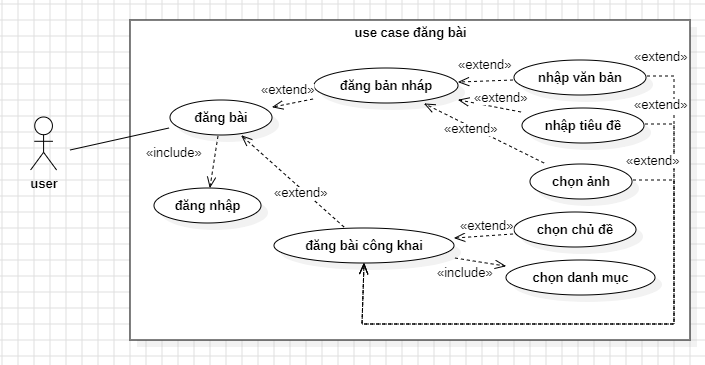 use case đăng bài
«extend»
«extend»
nhập văn bản
đăng bản nháp
«extend»
«extend»
«extend»
đăng bài
nhập tiêu đề
«extend»
«include»
«extend»
user
chọn ảnh
«extend»
đăng nhập
«extend»
chọn chủ đề
đăng bài công khai
«include»
chọn danh mục